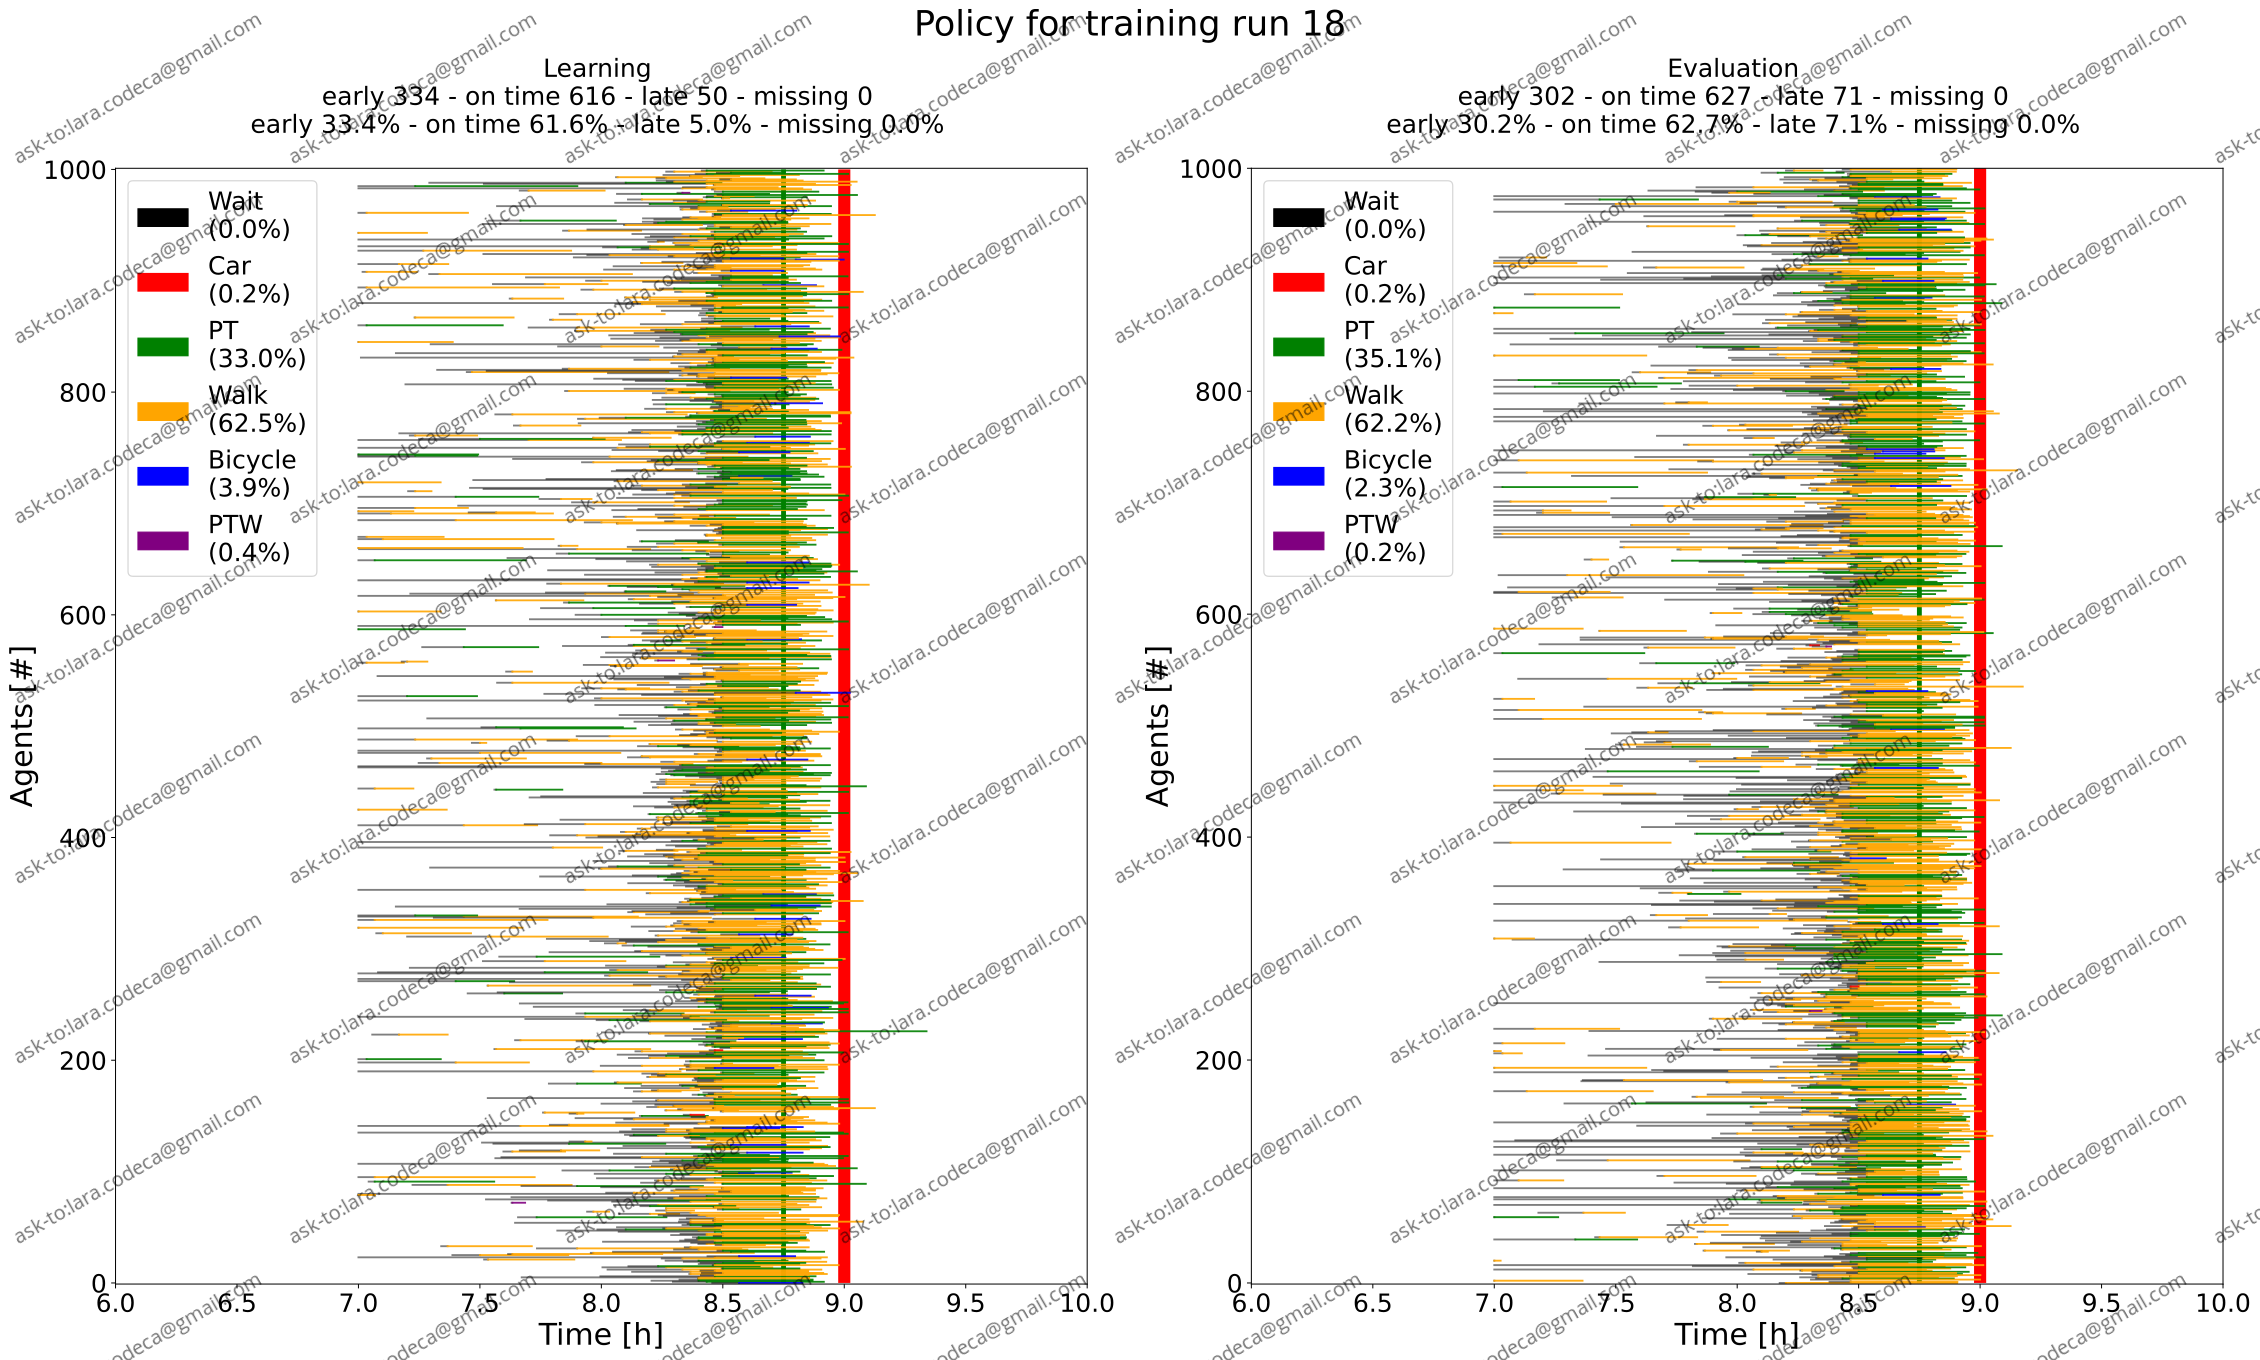 Policy for training run 18
Learning
early 334 - on time 616 - late 50 - missing 0
early 33.4% - on time 61.6% - late 5.0% - missing 0.0%
1000
800
600
400
200
0
Agents [#]
Wait
(0.0%)
Car
(0.2%)
PT
(33.0%)
Walk
(62.5%)
Bicycle
(3.9%)
PTW
(0.4%)
6.0 6.5 7.0 7.5 8.0 8.5 9.0 9.5 10.0
Time [h]
Evaluation
early 302 - on time 627 - late 71 - missing 0
early 30.2% - on time 62.7% - late 7.1% - missing 0.0%
1000
800
600
400
200
0
Agents [#]
Wait
(0.0%)
Car
(0.2%)
PT
(35.1%)
Walk
(62.2%)
Bicycle
(2.3%)
PTW
(0.2%)
6.0 6.5 7.0 7.5 8.0 8.5 9.0 9.5 10.0
Time [h]
ask-to:lara.codeca@gmail.com